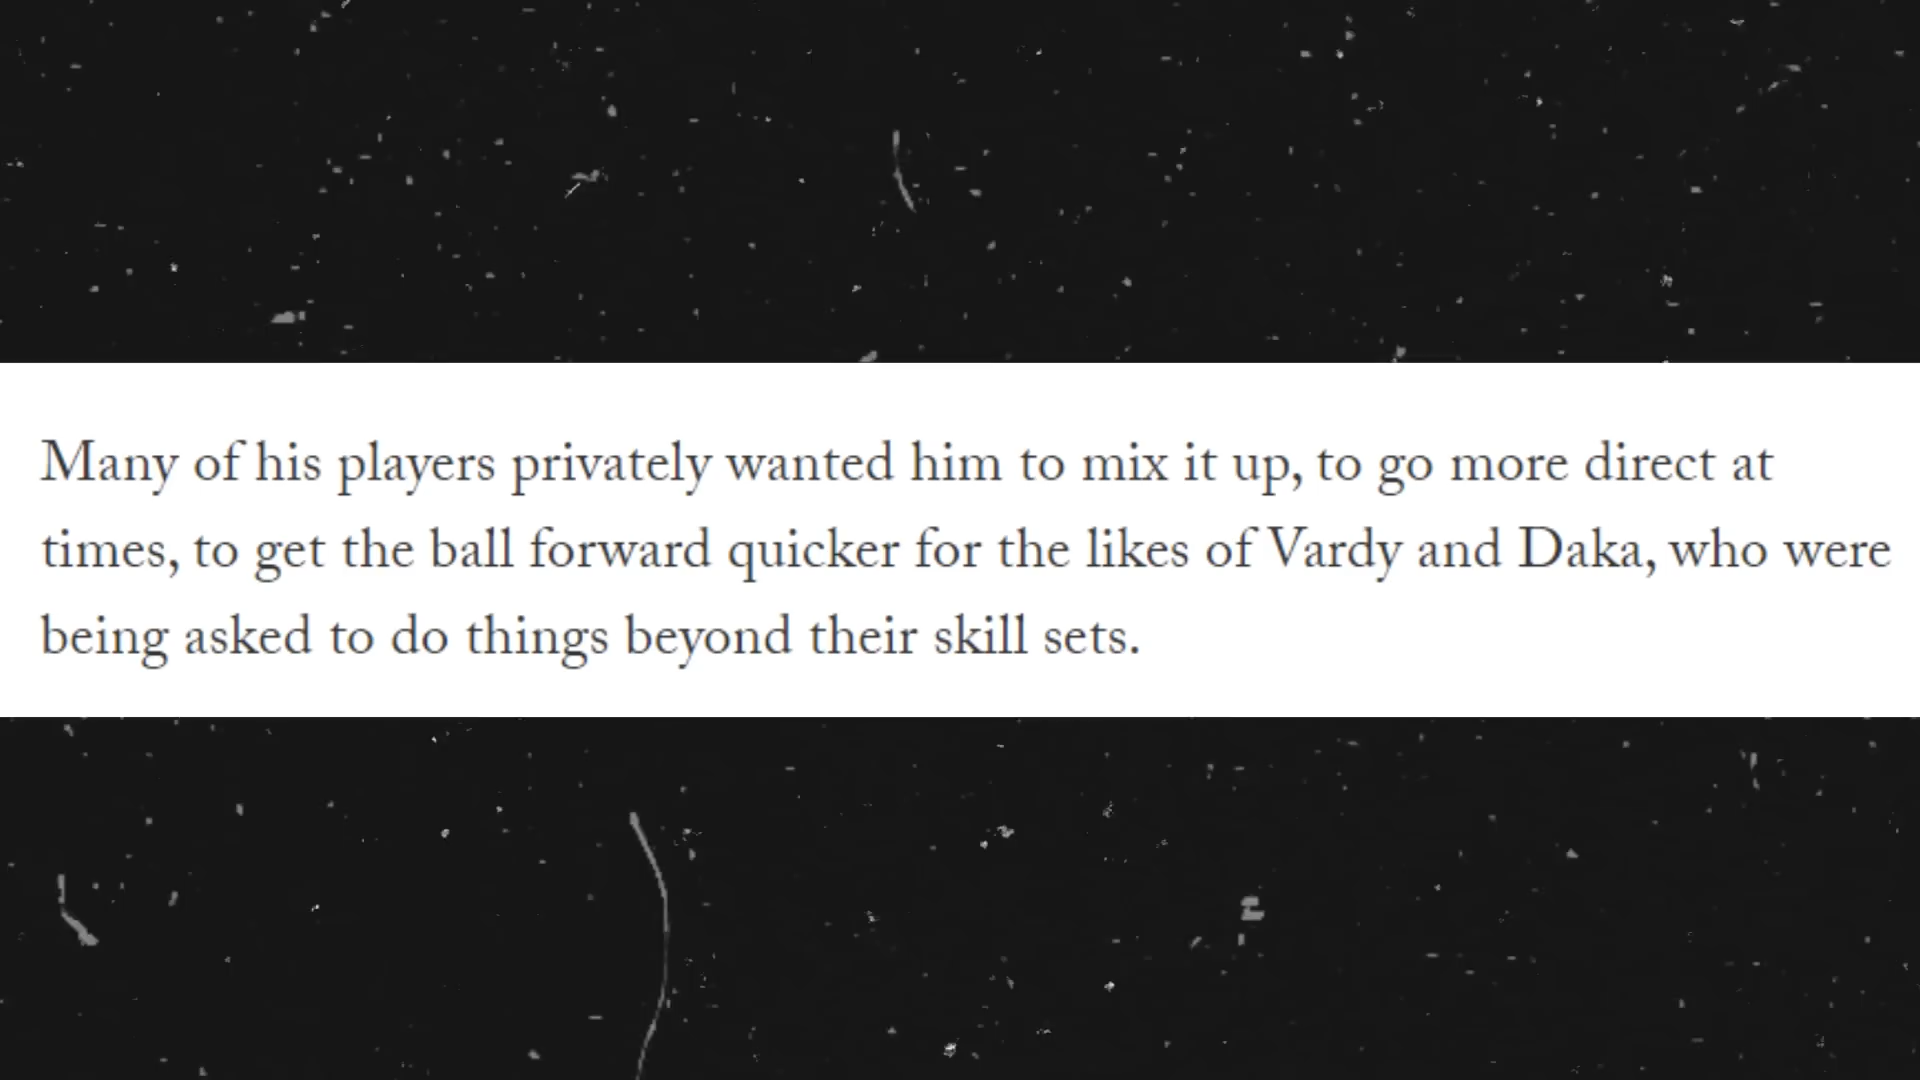 Many of his players privately wanted him to mix it up, to go more direct at
times, to get the ball forward quicker for the likes of Vardy and Daka, who were
being asked to do things beyond their skill sets.